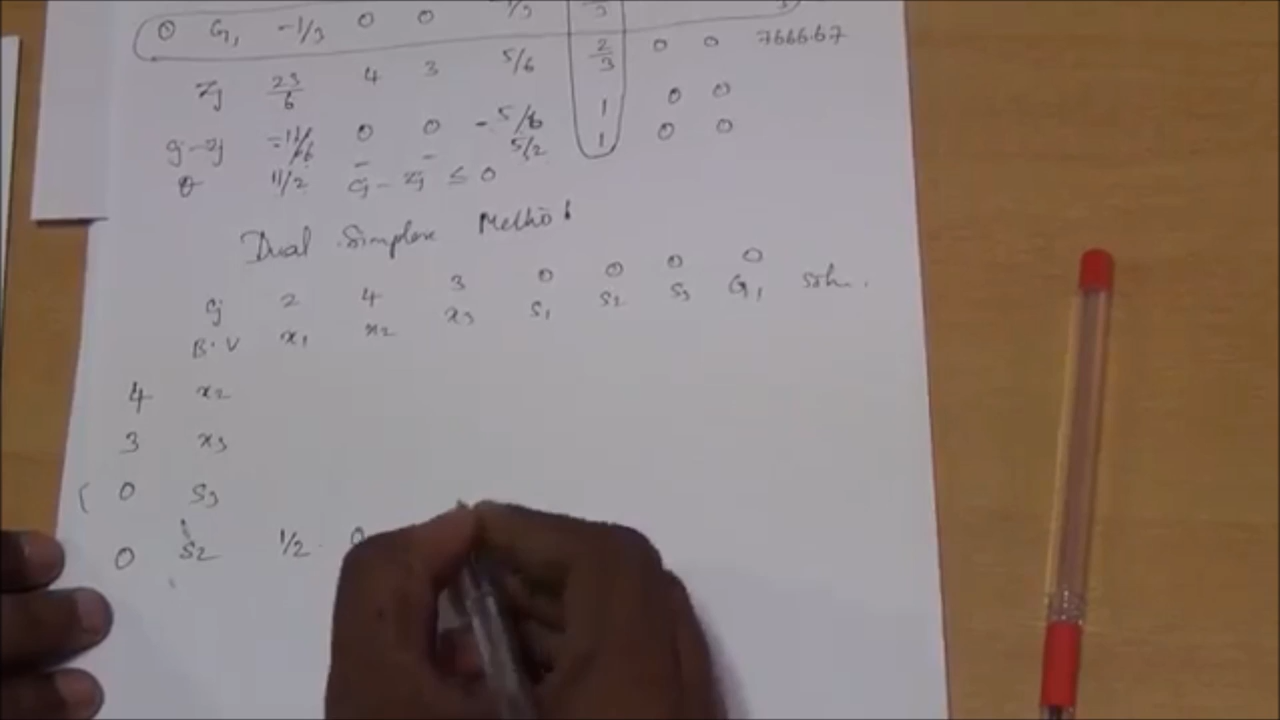 0 G₁ -1/3 0 0
Zj 23/6 4 3 5/6 2/3 0 0 7666.67
Cj-Zj -11/6 0 0 -5/6 1 0 0
θ 11/2 - - 5/2 1 0 0
Cj - Zj ≤ 0
Dual Simplex Method
Cj 2 4 3 0 0 0 0
B.V x₁ x₂ x₃ S₁ S₂ S₃ G₁ Soln.
4 x₂
3 x₃
0 S₃
0 S₂ 1/2 0